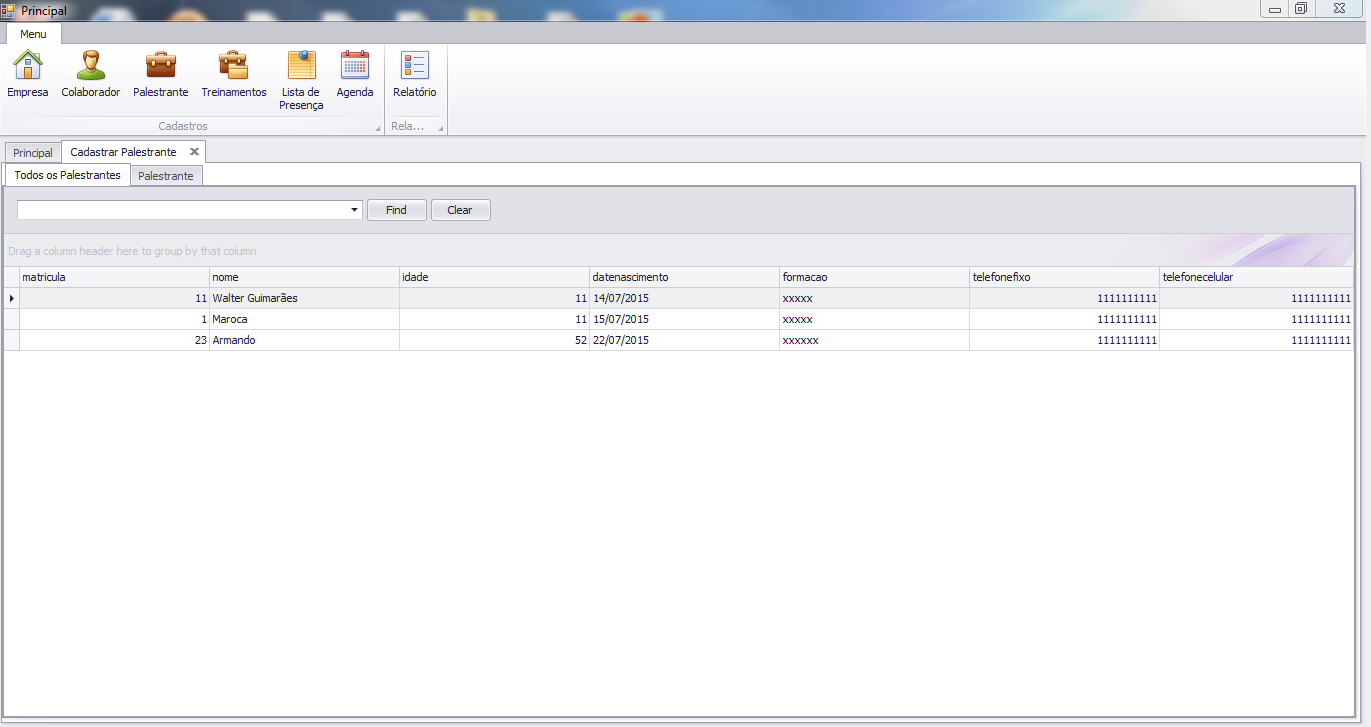 Principal
Menu
Empresa Colaborador Palestrante Treinamentos Lista de Presença Agenda Relatório
Cadastros Rela...
Principal Cadastrar Palestrante
Todos os Palestrantes Palestrante
Find Clear
Drag a column header here to group by that column
matricula nome idade datenascimento formacao telefonefixo telefonecelular
11 Walter Guimarães 11 14/07/2015 xxxxx 1111111111 1111111111
1 Maroca 11 15/07/2015 xxxxx 1111111111 1111111111
23 Armando 52 22/07/2015 xxxxxx 1111111111 1111111111